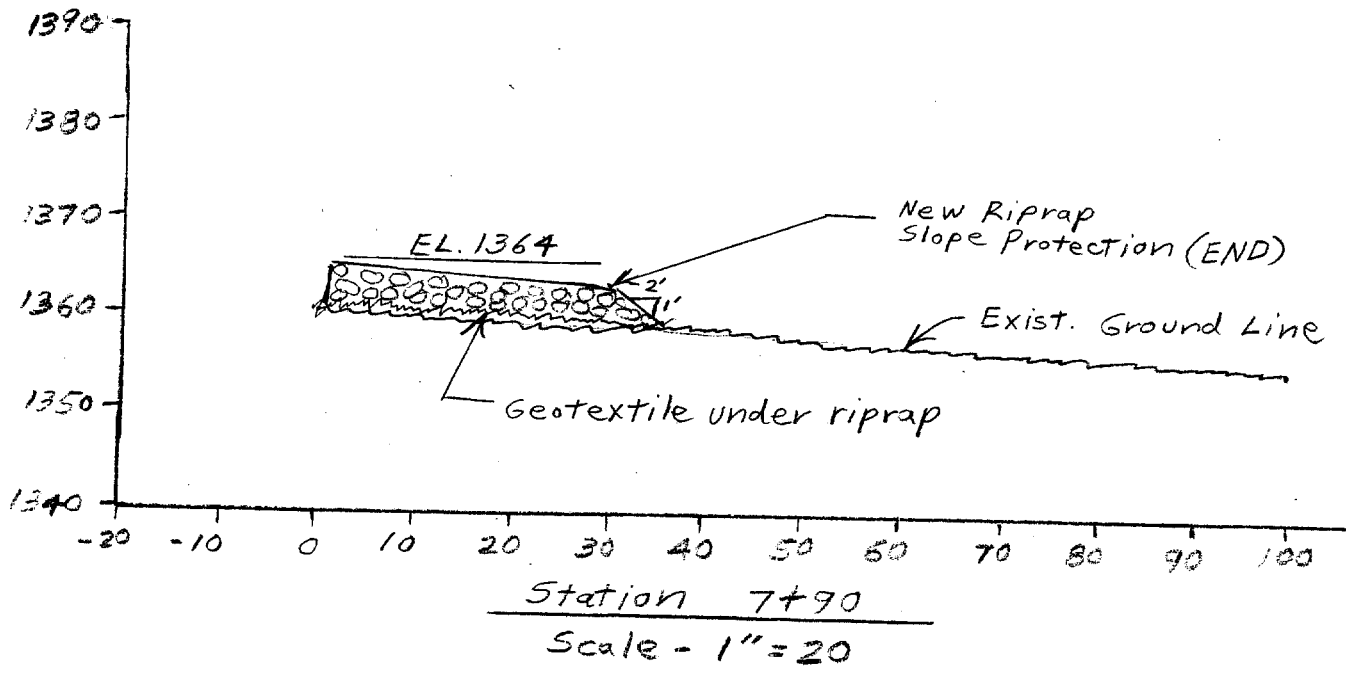 1390
1380
1370
1360
1350
1340
EL. 1364
New Riprap
Slope Protection (END)
2'
1'
Exist. Ground Line
Geotextile under riprap
-20 -10 0 10 20 30 40 50 60 70 80 90 100
Station 7+90
Scale - 1" = 20